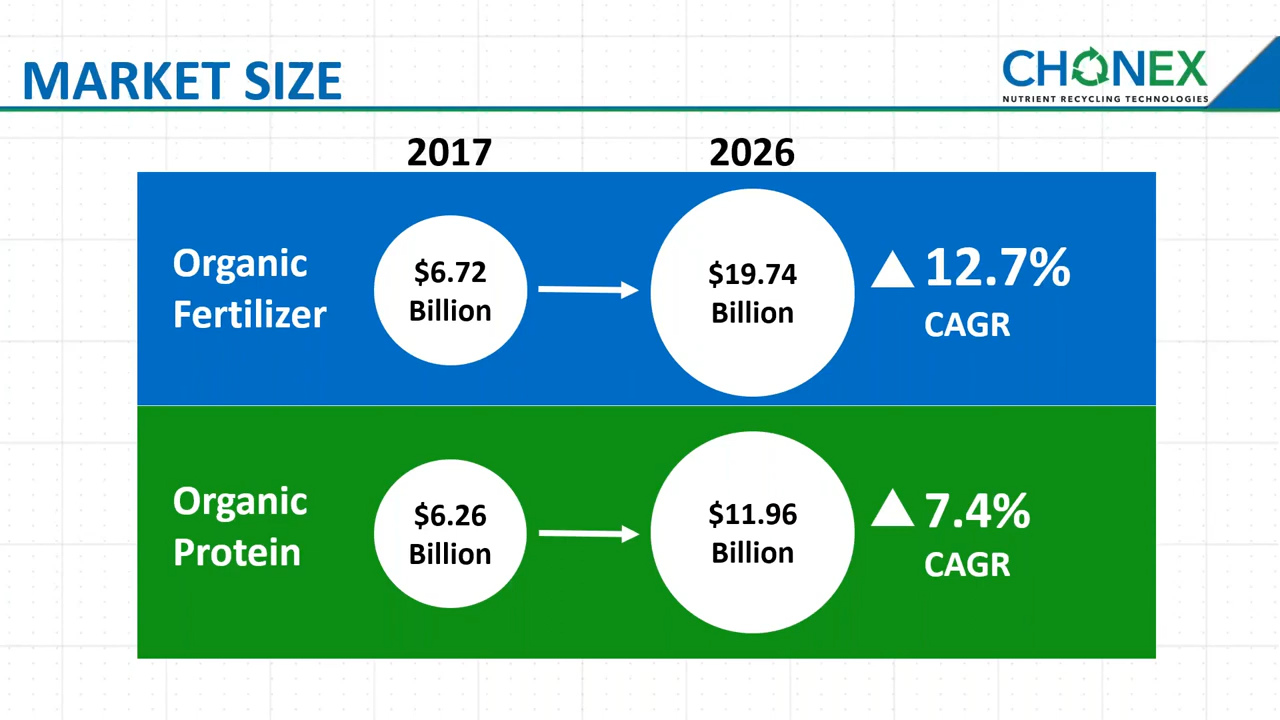 MARKET SIZE
CHONEX
NUTRIENT RECYCLING TECHNOLOGIES
2017
2026
Organic
Fertilizer
$6.72
Billion
$19.74
Billion
12.7%
CAGR
Organic
Protein
$6.26
Billion
$11.96
Billion
7.4%
CAGR